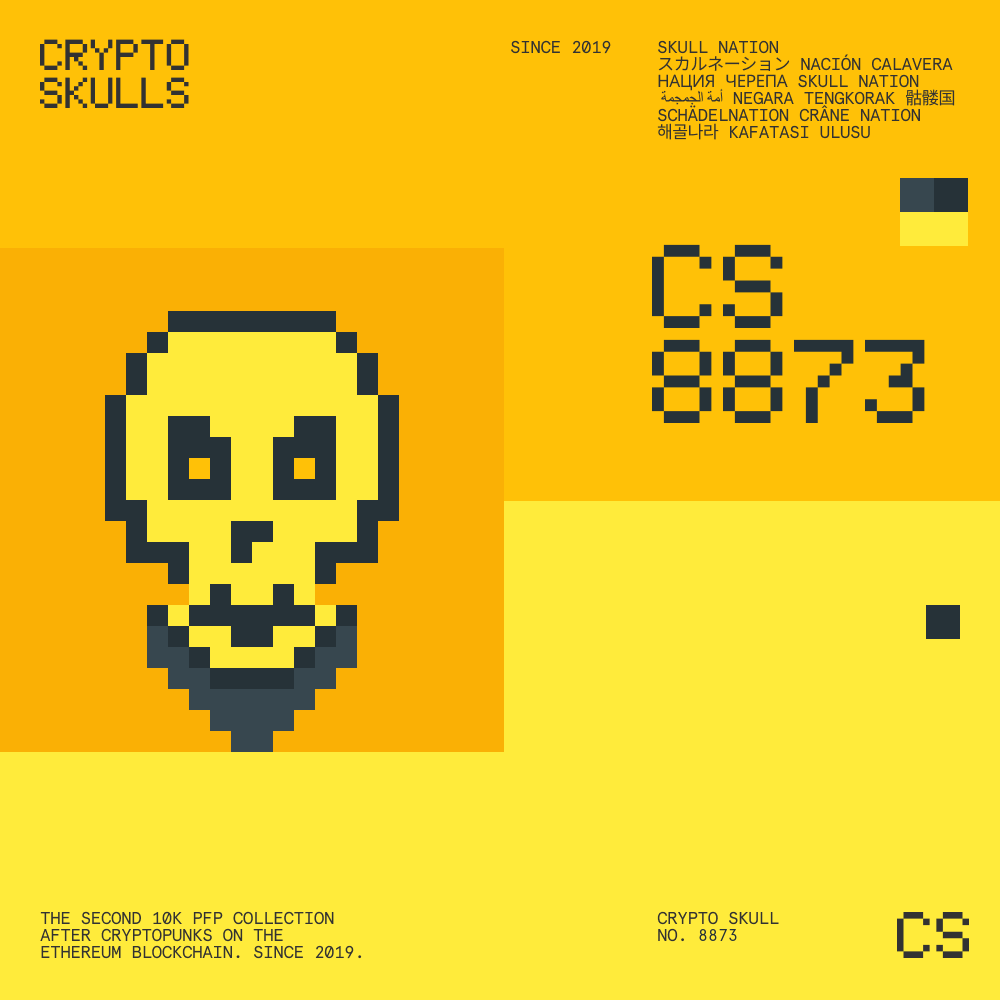 CRYPTO
SKULLS
SINCE 2019
SKULL NATION
スカルネーション NACIÓN CALAVERA
НАЦИЯ ЧЕРЕПА SKULL NATION
أمة الجمجمة NEGARA TENGKORAK 骷髅国
SCHÄDELNATION CRÂNE NATION
해골나라 KAFATASI ULUSU
CS
8873
THE SECOND 10K PFP COLLECTION
AFTER CRYPTOPUNKS ON THE
ETHEREUM BLOCKCHAIN. SINCE 2019.
CRYPTO SKULL
NO. 8873
CS